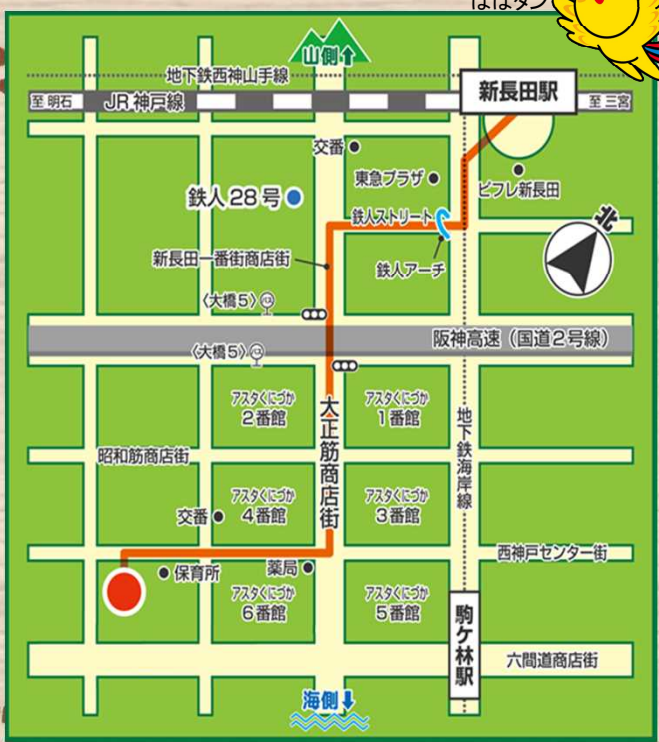 ばばタン
山側↑
地下鉄西神山手線
新長田駅
至 明石
JR 神戸線
至 三宮
交番
東急プラザ
ピフレ新長田
鉄人28号
鉄人ストリート
北
新長田一番街商店街
鉄人アーチ
〈大橋5〉
阪神高速(国道2号線)
〈大橋5〉
アスタくにづか
2番館
アスタくにづか
1番館
大正筋商店街
地下鉄海岸線
昭和筋商店街
交番
アスタくにづか
4番館
アスタくにづか
3番館
西神戸センター街
保育所
薬局
アスタくにづか
6番館
アスタくにづか
5番館
駒ケ林駅
六間道商店街
海側↓